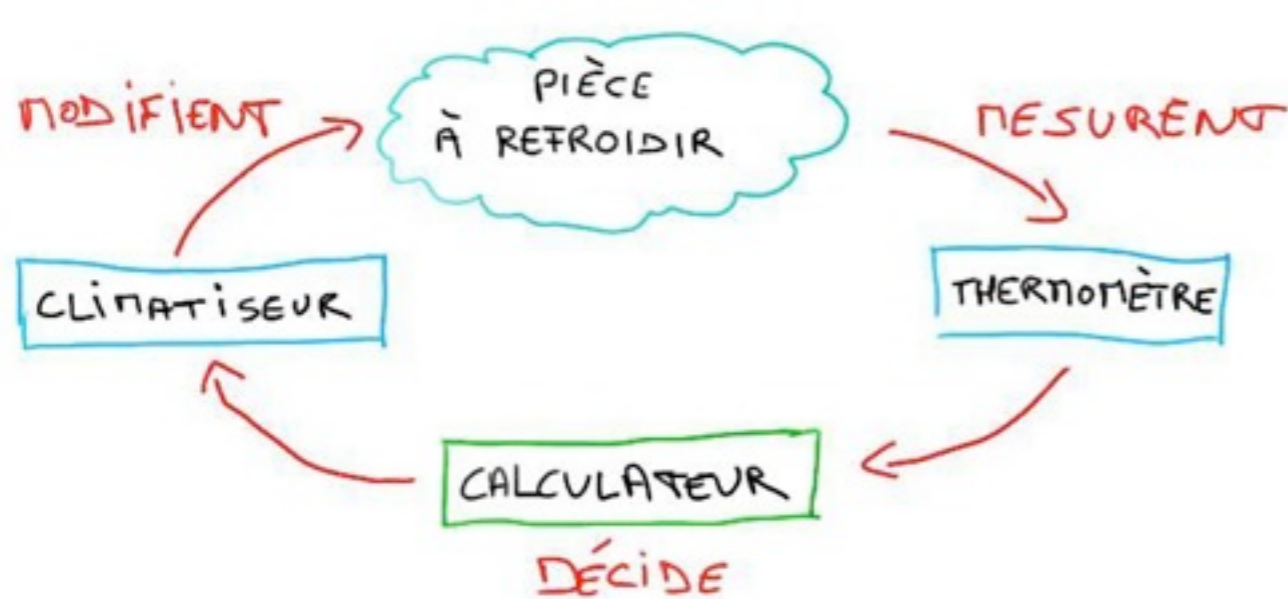 PIÈCE
À REFROIDIR
MODIFIENT
MESURENT
CLIMATISEUR
THERMOMÈTRE
CALCULATEUR
DÉCIDE